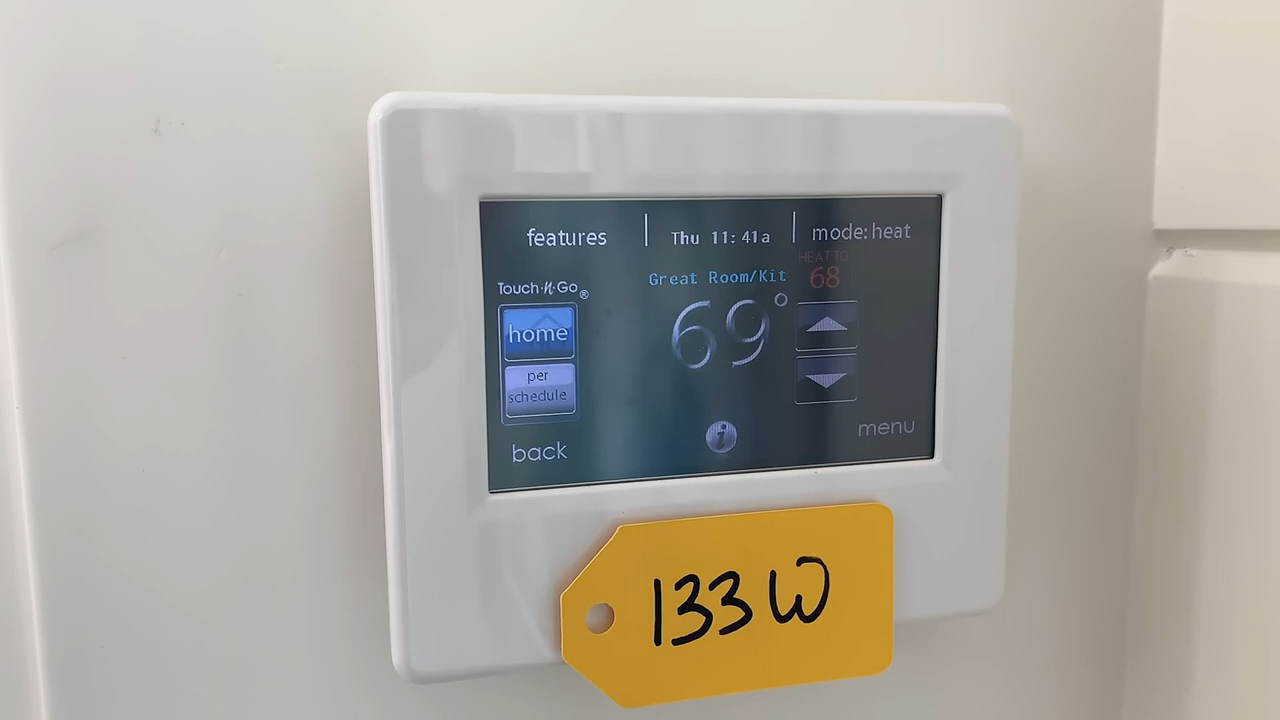 features
Thu 11:41a
mode: heat
Great Room/Kit
HEAT TO
68
Touch-N-Go®
home
69°
per
schedule
i
back
menu
133W